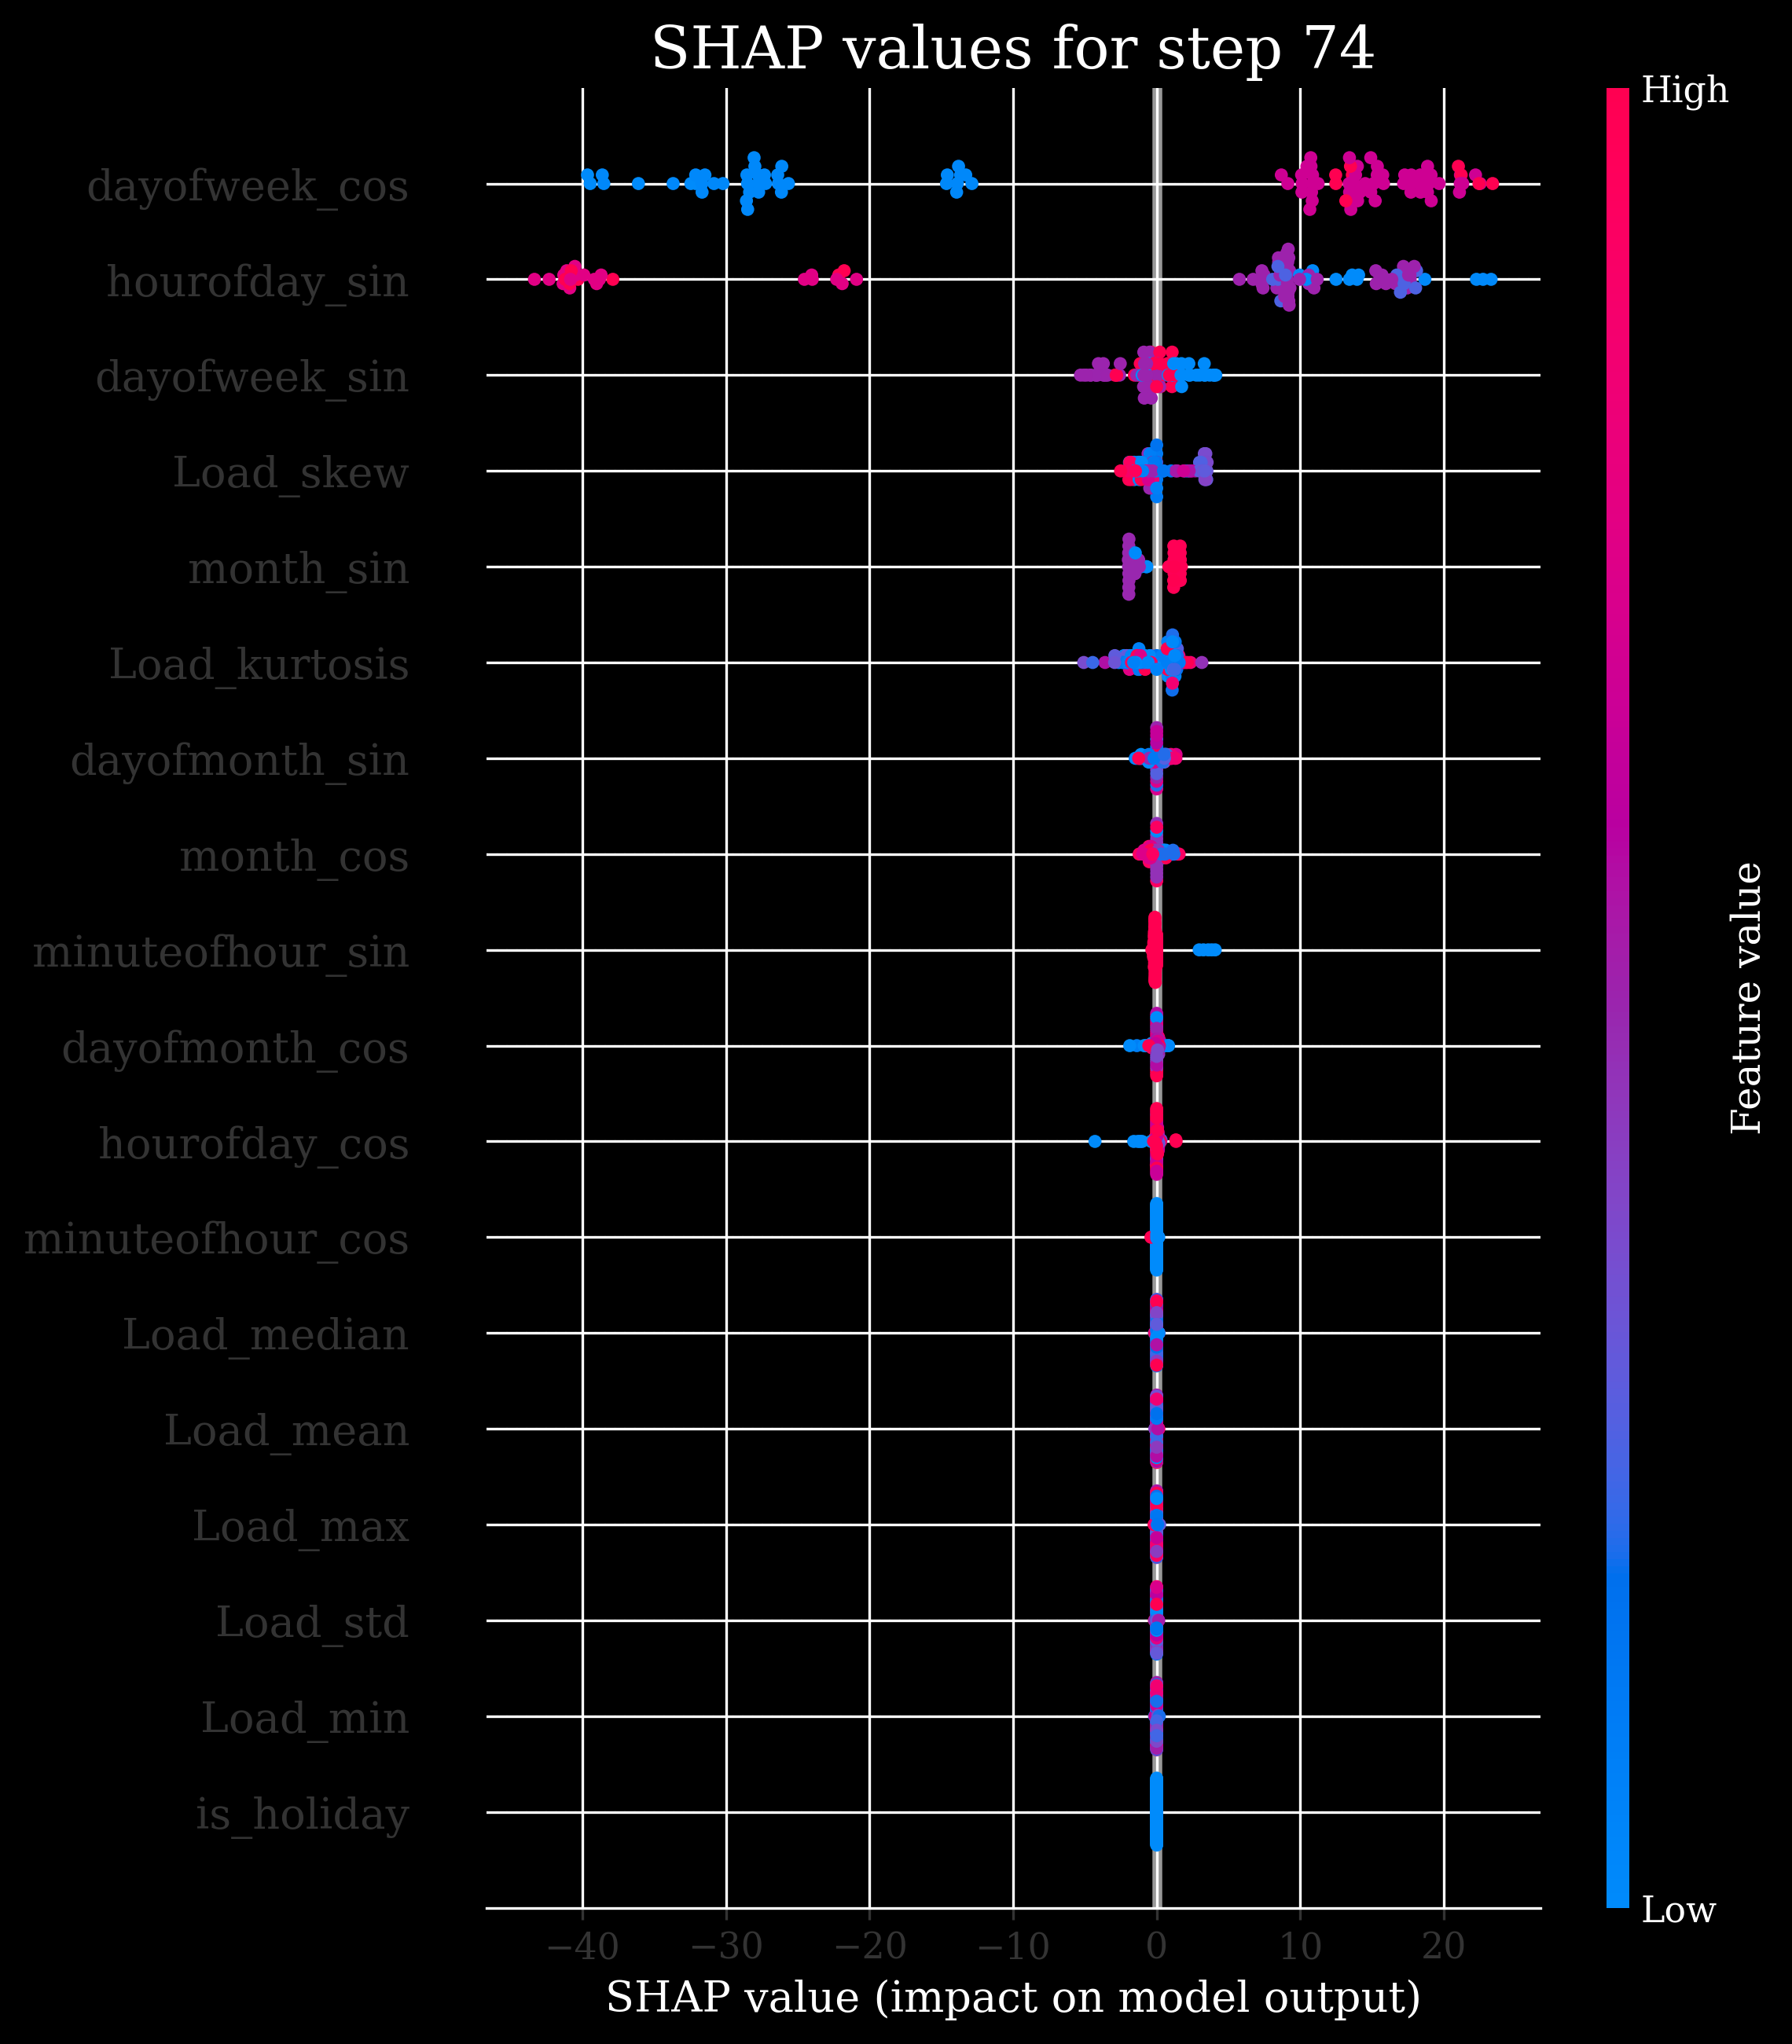 SHAP values for step 74
High
dayofweek_cos
hourofday_sin
dayofweek_sin
Load_skew
month_sin
Load_kurtosis
dayofmonth_sin
month_cos
minuteofhour_sin
dayofmonth_cos
hourofday_cos
minuteofhour_cos
Load_median
Load_mean
Load_max
Load_std
Load_min
is_holiday
Feature value
Low
−40 −30 −20 −10 0 10 20
SHAP value (impact on model output)